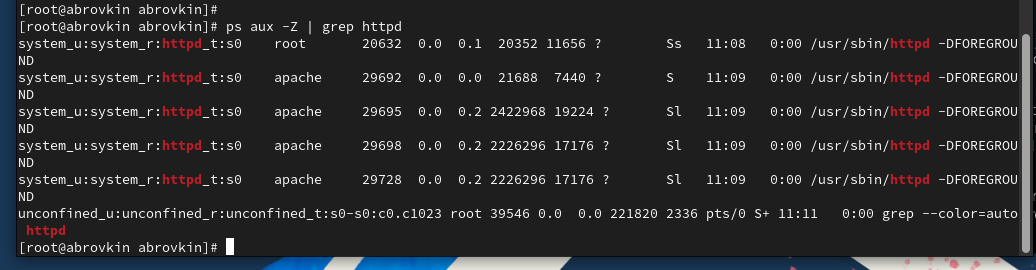 [root@abrovkin abrovkin]#
[root@abrovkin abrovkin]# ps aux -Z | grep httpd
system_u:system_r:httpd_t:s0    root       20632  0.0  0.1  20352 11656 ?        Ss   11:08   0:00 /usr/sbin/httpd -DFOREGROU
ND
system_u:system_r:httpd_t:s0    apache     29692  0.0  0.0  21688  7440 ?        S    11:09   0:00 /usr/sbin/httpd -DFOREGROU
ND
system_u:system_r:httpd_t:s0    apache     29695  0.0  0.2 2422968 19224 ?       Sl   11:09   0:00 /usr/sbin/httpd -DFOREGROU
ND
system_u:system_r:httpd_t:s0    apache     29698  0.0  0.2 2226296 17176 ?       Sl   11:09   0:00 /usr/sbin/httpd -DFOREGROU
ND
system_u:system_r:httpd_t:s0    apache     29728  0.0  0.2 2226296 17176 ?       Sl   11:09   0:00 /usr/sbin/httpd -DFOREGROU
ND
unconfined_u:unconfined_r:unconfined_t:s0-s0:c0.c1023 root 39546 0.0  0.0 221820 2336 pts/0 S+ 11:11   0:00 grep --color=auto
 httpd
[root@abrovkin abrovkin]#